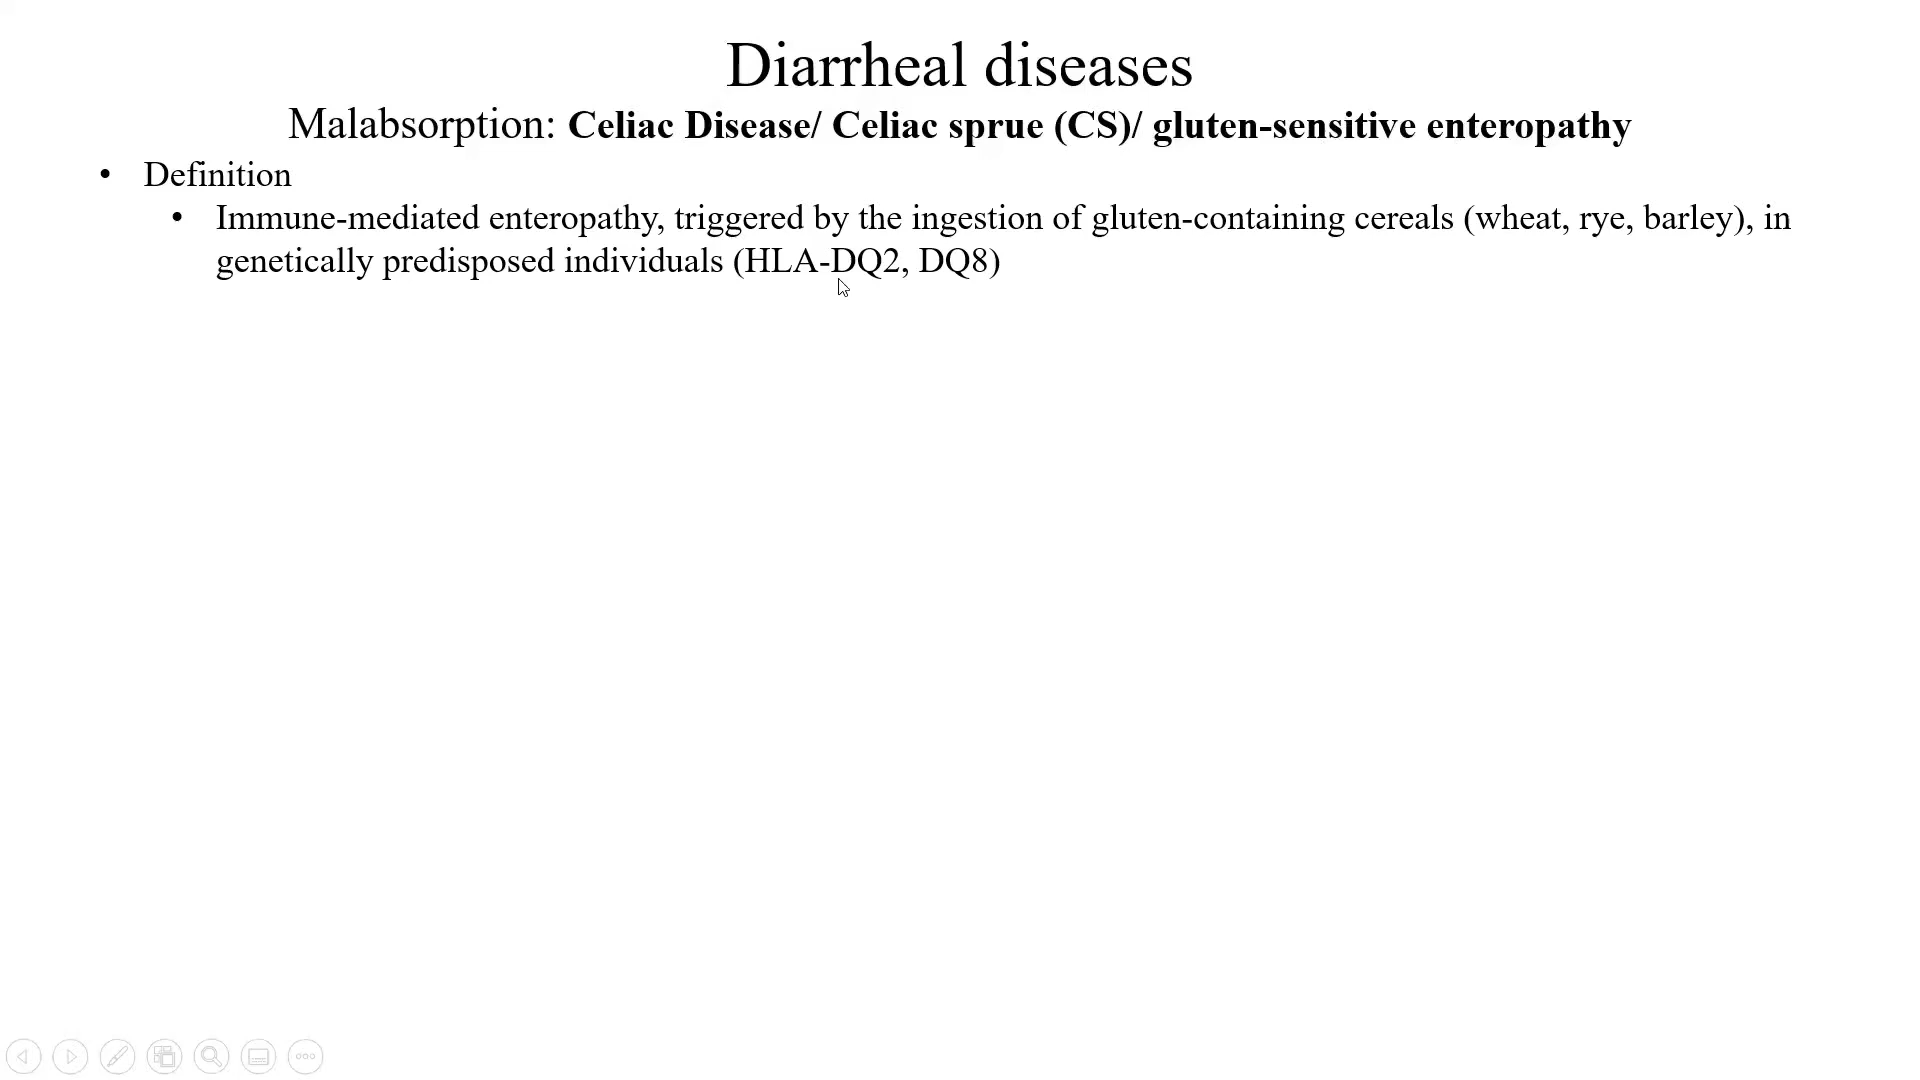 Diarrheal diseases
Malabsorption: Celiac Disease/ Celiac sprue (CS)/ gluten-sensitive enteropathy
• Definition
• Immune-mediated enteropathy, triggered by the ingestion of gluten-containing cereals (wheat, rye, barley), in
genetically predisposed individuals (HLA-DQ2, DQ8)